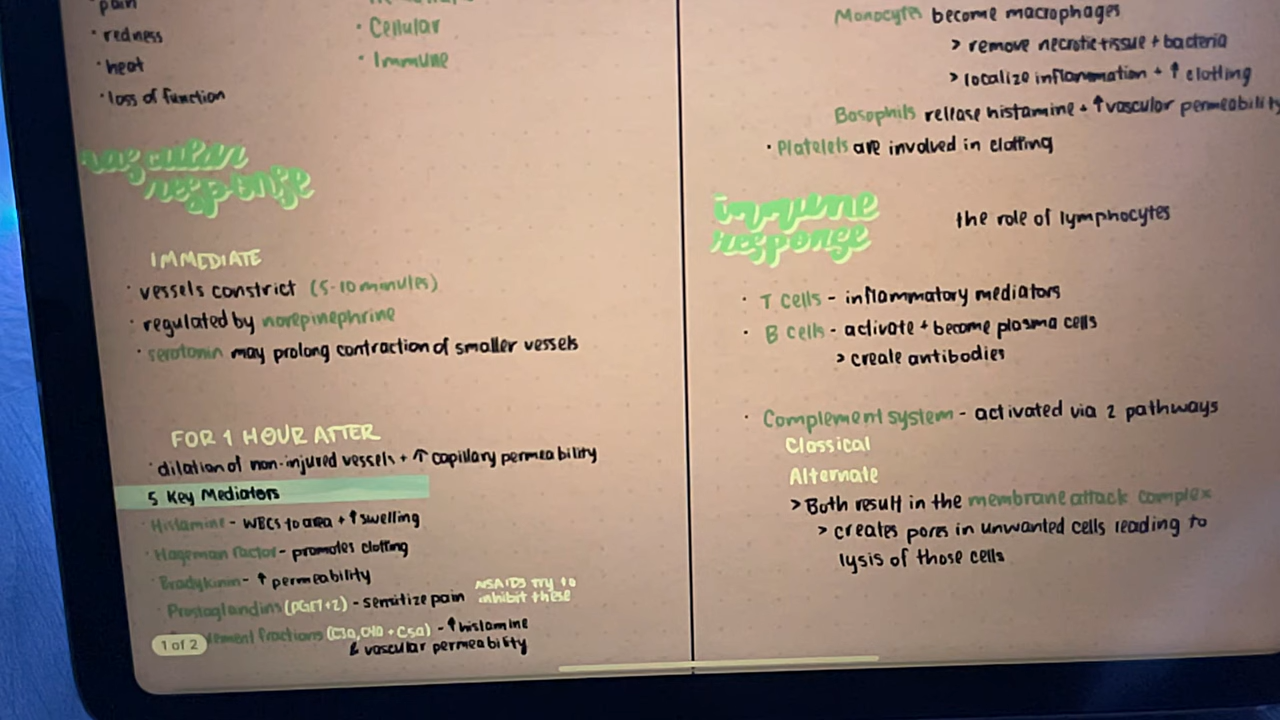 pain
· redness
· heat
· loss of function
· Cellular
· Immune
vascular
response
IMMEDIATE
· vessels constrict (5-10 minutes)
· regulated by norepinephrine
· serotonin may prolong contraction of smaller vessels
FOR 1 HOUR AFTER
· dilation of non-injured vessels + ↑ capillary permeability
5 Key Mediators
· Histamine - WBCs to area + ↑ swelling
· Hageman factor - promotes clotting
· Bradykinin - ↑ permeability
· Prostaglandins (PGE1+2) - sensitize pain NSAIDS try to inhibit these
lement fractions (C3a, C4a + C5a) - ↑ histamine
& vascular permeability
1 of 2
Monocytes become macrophages
> remove necrotic tissue + bacteria
> localize inflammation + ↑ clotting
Basophils release histamine + ↑ vascular permeability
· Platelets are involved in clotting
immune
response
the role of lymphocytes
· T cells - inflammatory mediators
· B cells - activate + become plasma cells
> create antibodies
· Complement system - activated via 2 pathways
Classical
Alternate
> Both result in the membrane attack complex
> creates pores in unwanted cells leading to
lysis of those cells